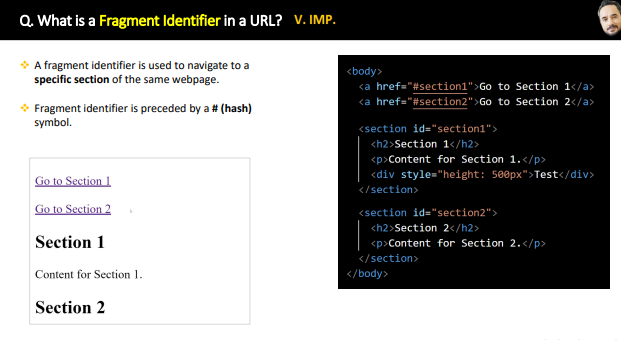 Q. What is a Fragment Identifier in a URL? V. IMP.
❖ A fragment identifier is used to navigate to a
specific section of the same webpage.
❖ Fragment identifier is preceded by a # (hash)
symbol.
Go to Section 1
Go to Section 2
Section 1
Content for Section 1.
Section 2
<body>
<a href="#section1">Go to Section 1</a>
<a href="#section2">Go to Section 2</a>
<section id="section1">
<h2>Section 1</h2>
<p>Content for Section 1.</p>
<div style="height: 500px">Test</div>
</section>
<section id="section2">
<h2>Section 2</h2>
<p>Content for Section 2.</p>
</section>
</body>